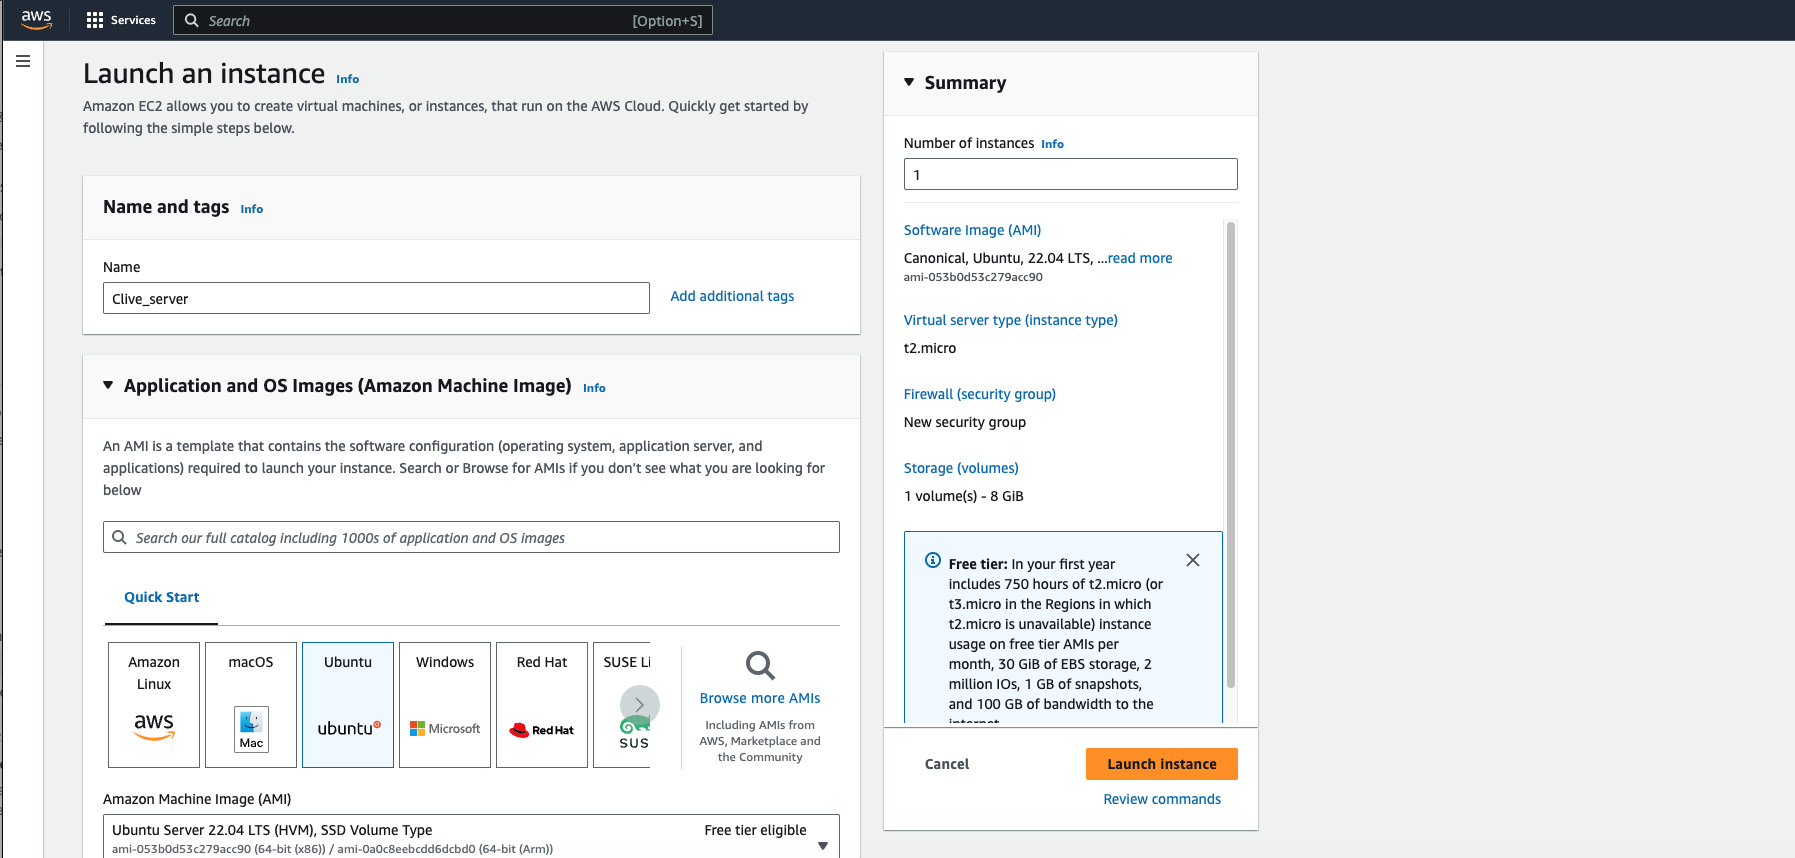 aws
Services
Search
[Option+S]
Launch an instance Info
Amazon EC2 allows you to create virtual machines, or instances, that run on the AWS Cloud. Quickly get started by
following the simple steps below.
Name and tags Info
Name
Clive_server
Add additional tags
Application and OS Images (Amazon Machine Image) Info
An AMI is a template that contains the software configuration (operating system, application server, and
applications) required to launch your instance. Search or Browse for AMIs if you don't see what you are looking for
below
Search our full catalog including 1000s of application and OS images
Quick Start
Amazon
Linux
aws
macOS
Mac
Ubuntu
ubuntu
Windows
Microsoft
Red Hat
Red Hat
SUSE Li
SUS
Browse more AMIs
Including AMIs from
AWS, Marketplace and
the Community
Amazon Machine Image (AMI)
Ubuntu Server 22.04 LTS (HVM), SSD Volume Type
Free tier eligible
ami-053b0d53c279acc90 (64-bit (x86)) / ami-0a0c8eebcdd6dcbd0 (64-bit (Arm))
Summary
Number of instances Info
1
Software Image (AMI)
Canonical, Ubuntu, 22.04 LTS, ...read more
ami-053b0d53c279acc90
Virtual server type (instance type)
t2.micro
Firewall (security group)
New security group
Storage (volumes)
1 volume(s) - 8 GiB
Free tier: In your first year
includes 750 hours of t2.micro (or
t3.micro in the Regions in which
t2.micro is unavailable) instance
usage on free tier AMIs per
month, 30 GiB of EBS storage, 2
million IOs, 1 GB of snapshots,
and 100 GB of bandwidth to the
internet
Cancel
Launch instance
Review commands